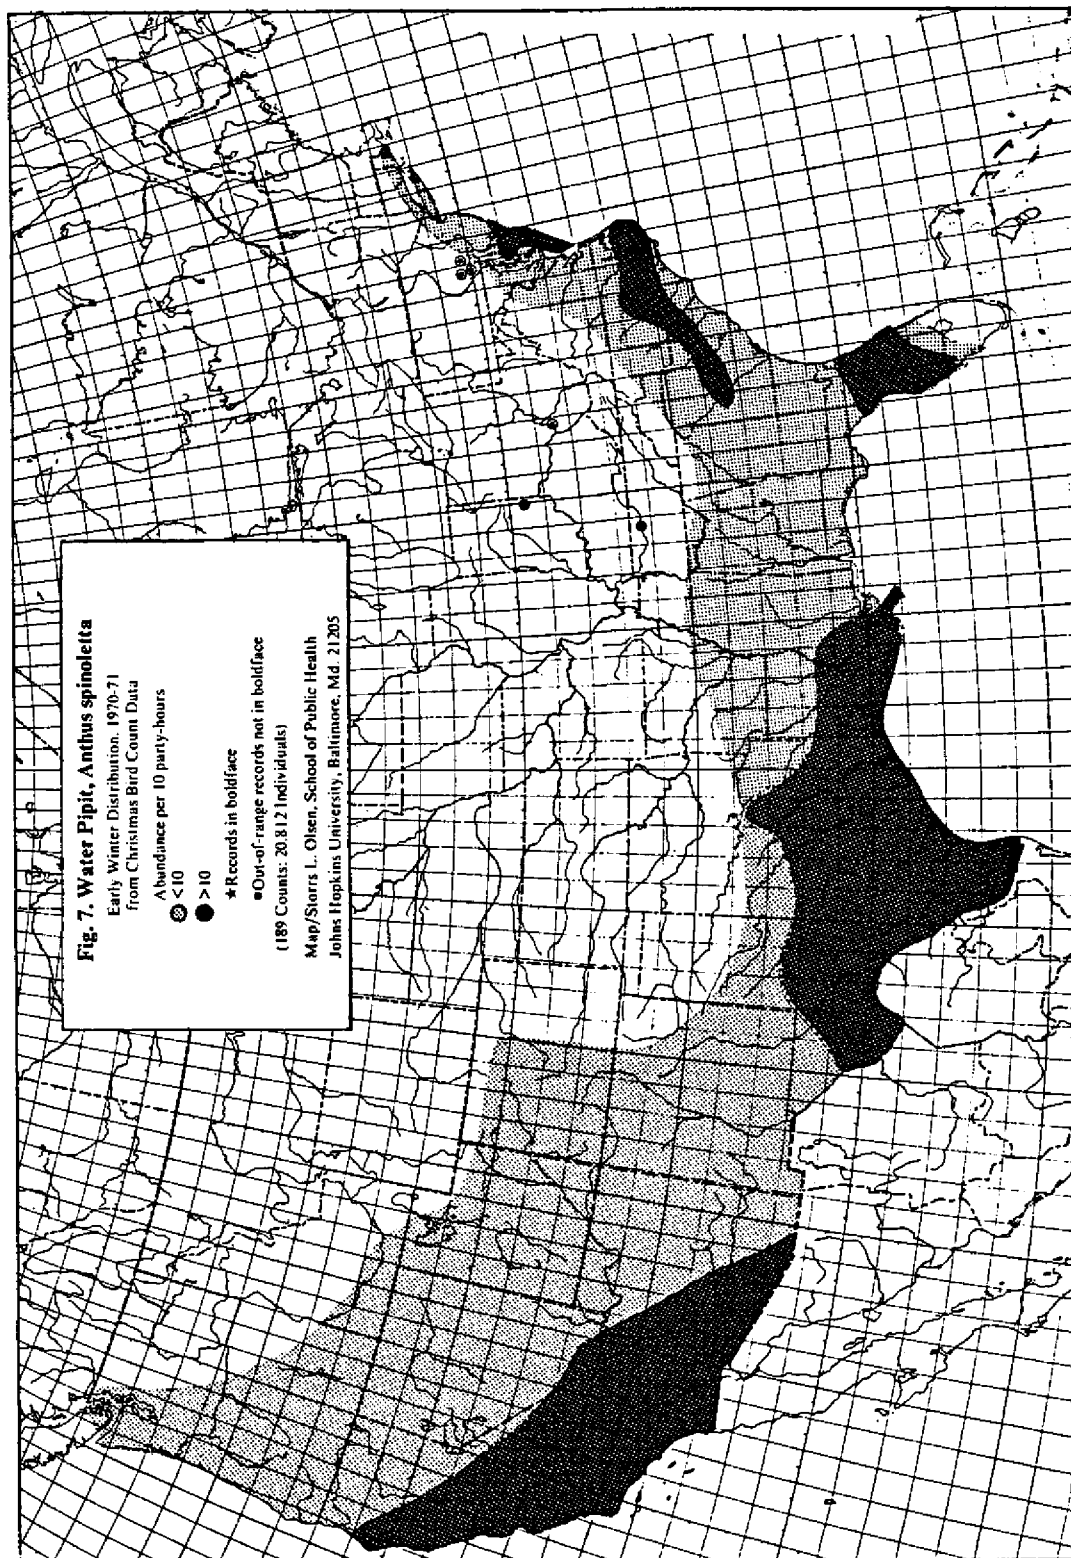 Fig. 7. Water Pipit, Anthus spinoletta
Early Winter Distribution, 1970-71
from Christmas Bird Count Data
Abundance per 10 party-hours
<10
>10
★Records in boldface
●Out-of-range records not in boldface
(189 Counts: 20,812 Individuals)
Map/Storrs L. Olsen, School of Public Health
Johns Hopkins University, Baltimore, Md. 21205